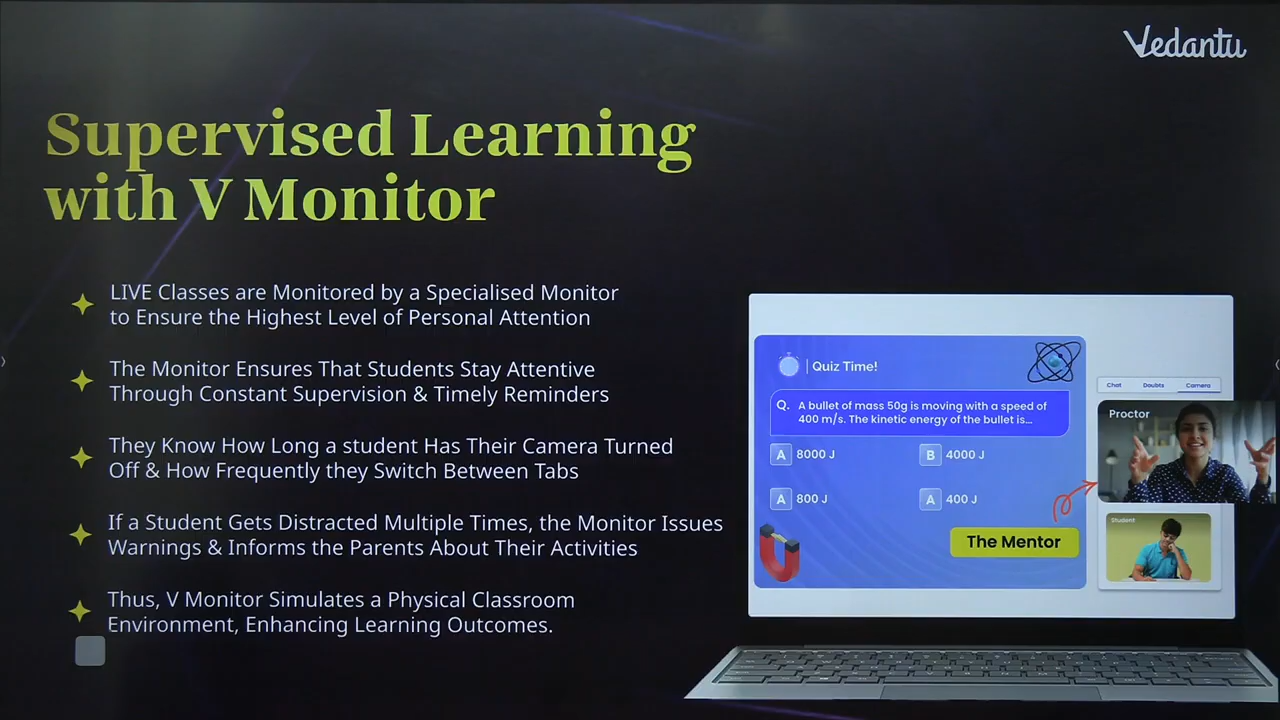 Vedantu
Supervised Learning
with V Monitor
LIVE Classes are Monitored by a Specialised Monitor
to Ensure the Highest Level of Personal Attention
The Monitor Ensures That Students Stay Attentive
Through Constant Supervision & Timely Reminders
They Know How Long a student Has Their Camera Turned
Off & How Frequently they Switch Between Tabs
If a Student Gets Distracted Multiple Times, the Monitor Issues
Warnings & Informs the Parents About Their Activities
Thus, V Monitor Simulates a Physical Classroom
Environment, Enhancing Learning Outcomes.
Quiz Time!
Q. A bullet of mass 50g is moving with a speed of
400 m/s. The kinetic energy of the bullet is...
A 8000 J B 4000 J
A 800 J A 400 J
The Mentor
Chat Doubts Camera
Proctor
Student